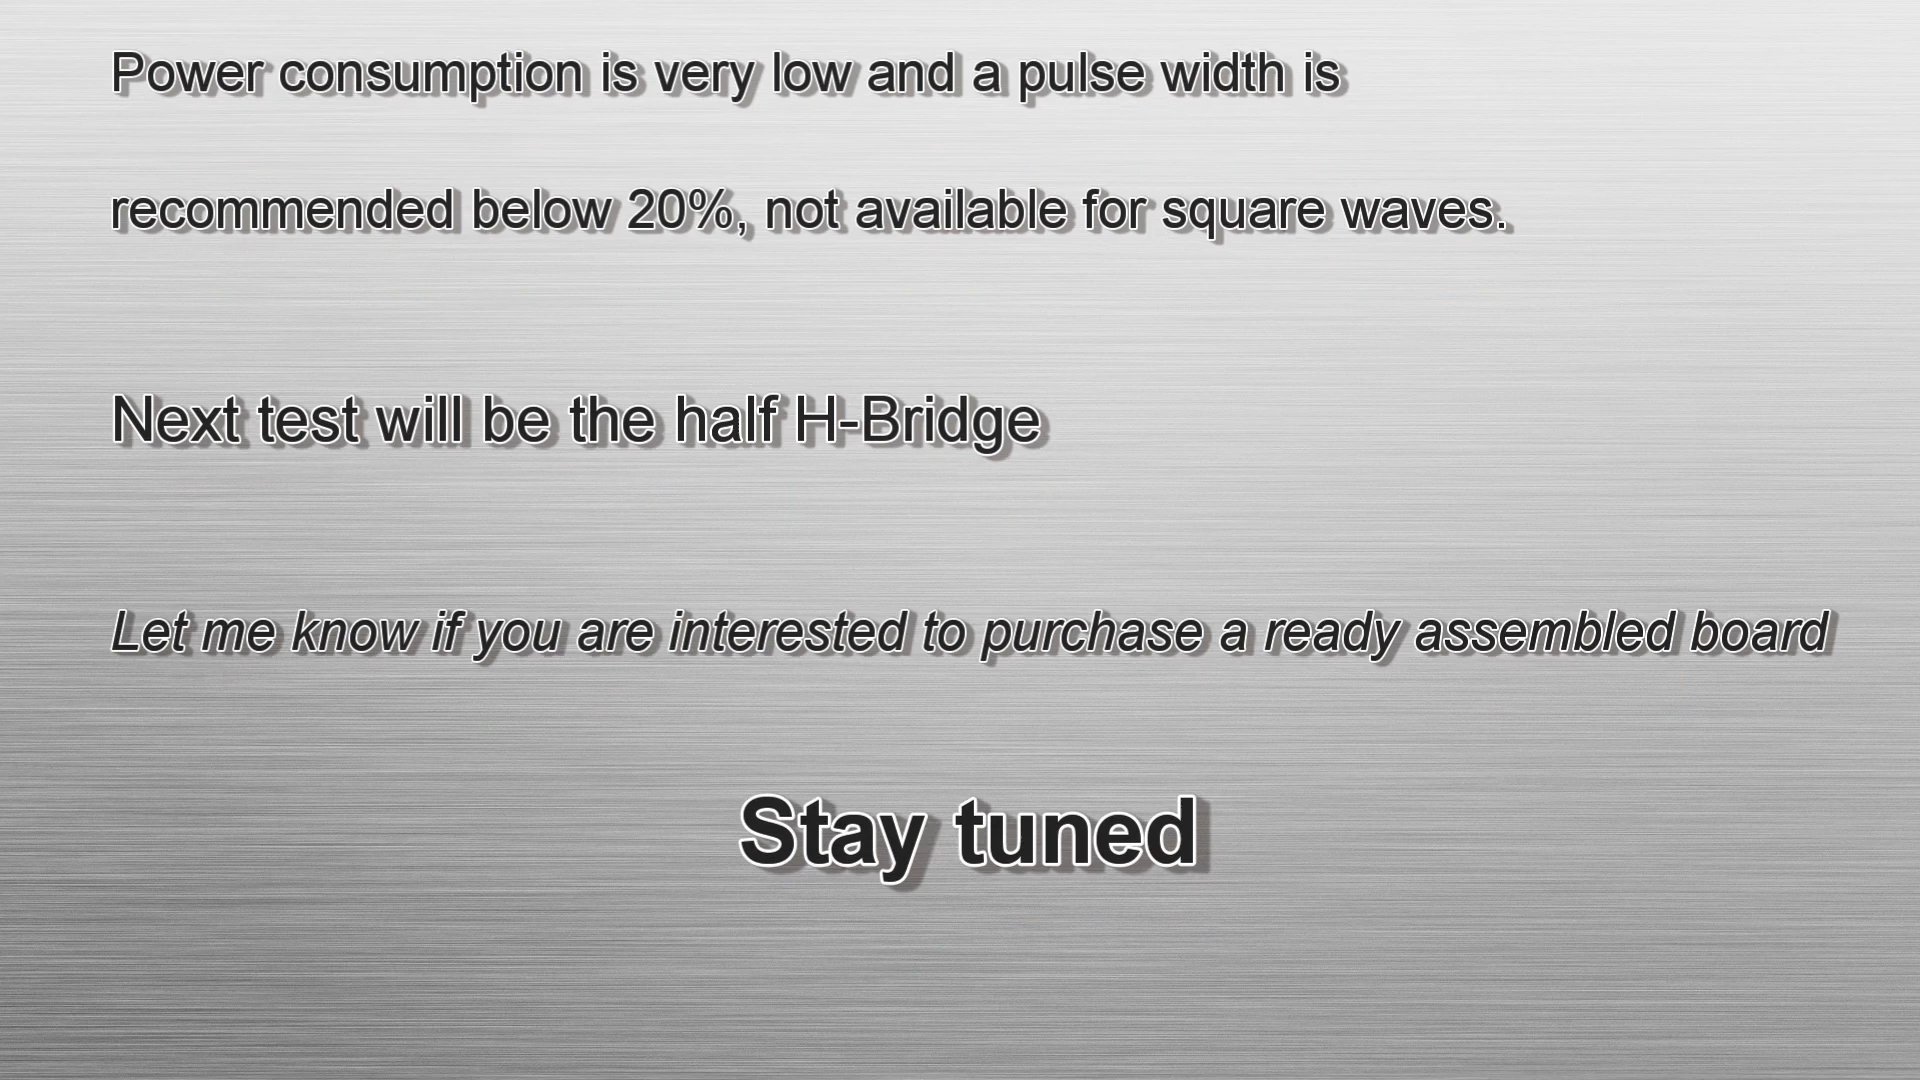 Power consumption is very low and a pulse width is
recommended below 20%, not available for square waves.
Next test will be the half H-Bridge
Let me know if you are interested to purchase a ready assembled board
Stay tuned